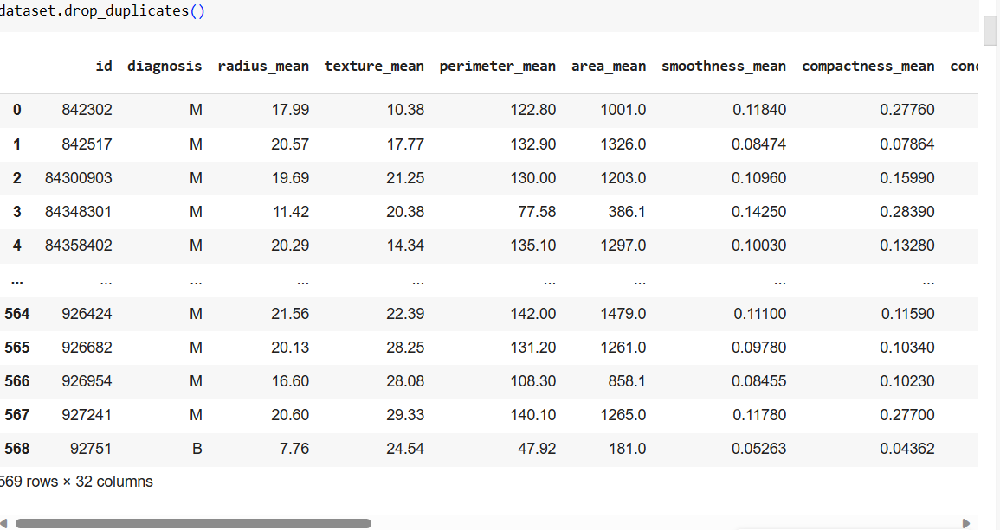 dataset.drop_duplicates()
id diagnosis radius_mean texture_mean perimeter_mean area_mean smoothness_mean compactness_mean conc
0 842302 M 17.99 10.38 122.80 1001.0 0.11840 0.27760
1 842517 M 20.57 17.77 132.90 1326.0 0.08474 0.07864
2 84300903 M 19.69 21.25 130.00 1203.0 0.10960 0.15990
3 84348301 M 11.42 20.38 77.58 386.1 0.14250 0.28390
4 84358402 M 20.29 14.34 135.10 1297.0 0.10030 0.13280
... ... ... ... ... ... ... ... ...
564 926424 M 21.56 22.39 142.00 1479.0 0.11100 0.11590
565 926682 M 20.13 28.25 131.20 1261.0 0.09780 0.10340
566 926954 M 16.60 28.08 108.30 858.1 0.08455 0.10230
567 927241 M 20.60 29.33 140.10 1265.0 0.11780 0.27700
568 92751 B 7.76 24.54 47.92 181.0 0.05263 0.04362
569 rows × 32 columns